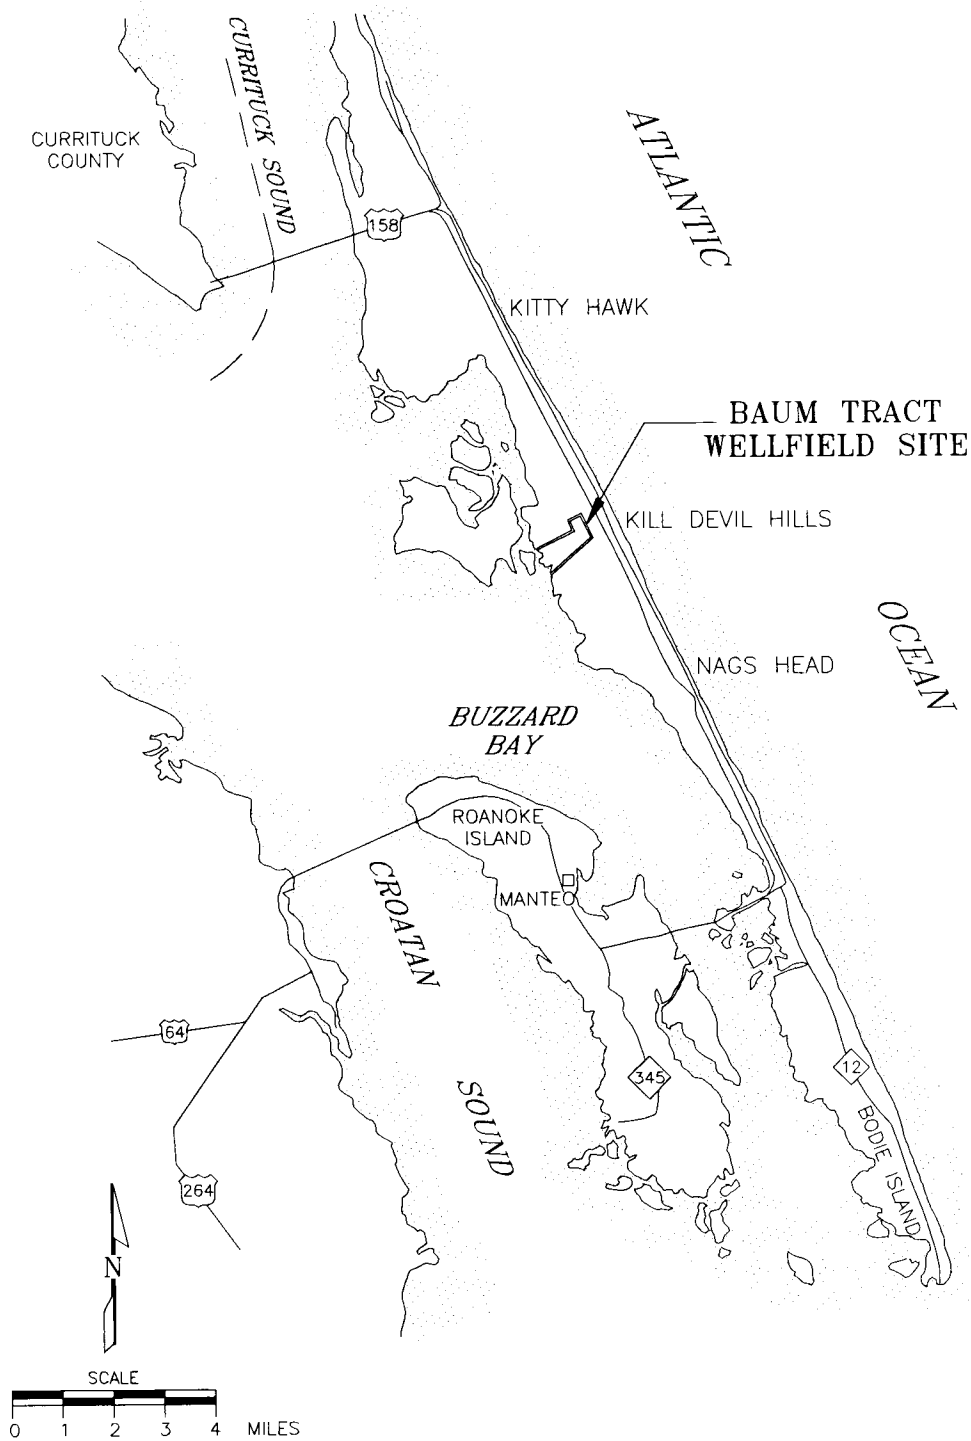 CURRITUCK SOUND
CURRITUCK
COUNTY
ATLANTIC
158
KITTY HAWK
BAUM TRACT
WELLFIELD SITE
KILL DEVIL HILLS
OCEAN
NAGS HEAD
BUZZARD
BAY
ROANOKE
ISLAND
CROATAN
MANTEO
64
345
12
SOUND
BODIE ISLAND
264
N
SCALE
0 1 2 3 4 MILES